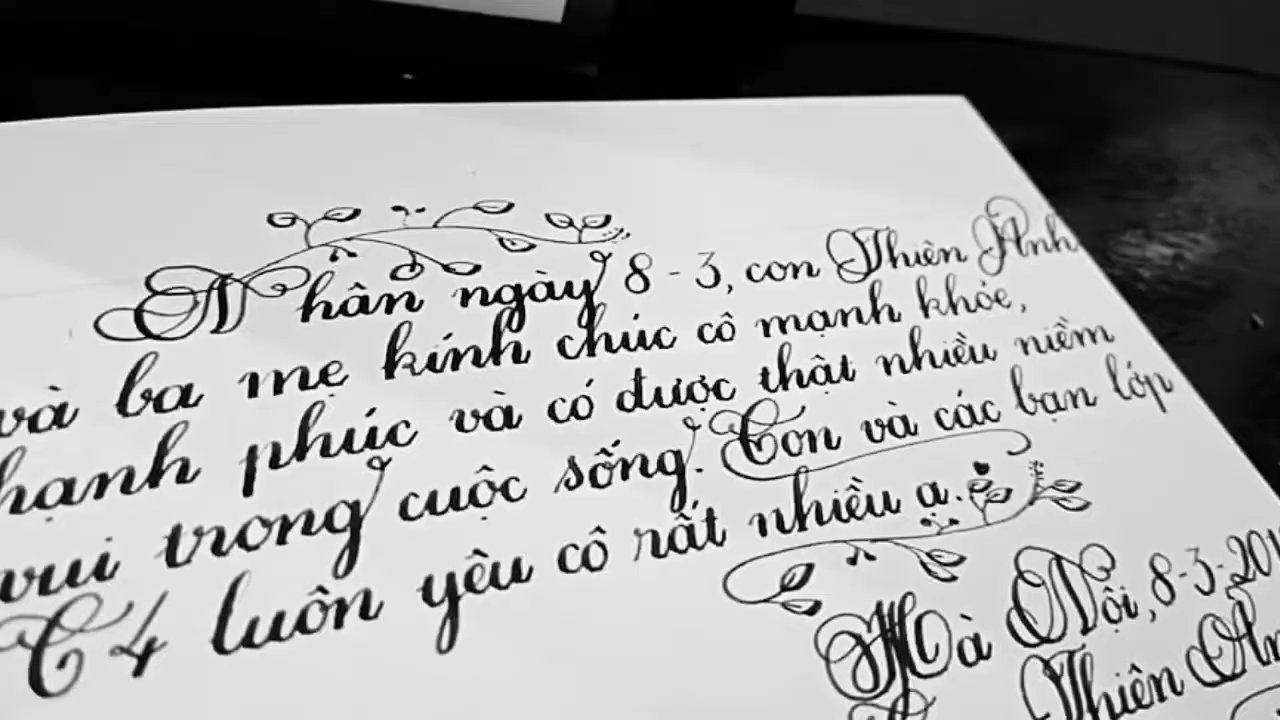 Nhân ngày 8-3, con Thiên Anh
và ba mẹ kính chúc cô mạnh khỏe,
hạnh phúc và có được thật nhiều niềm
vui trong cuộc sống. Con và các bạn lớp
C4 luôn yêu cô rất nhiều ạ.
Hà Nội, 8-3-201
Thiên An